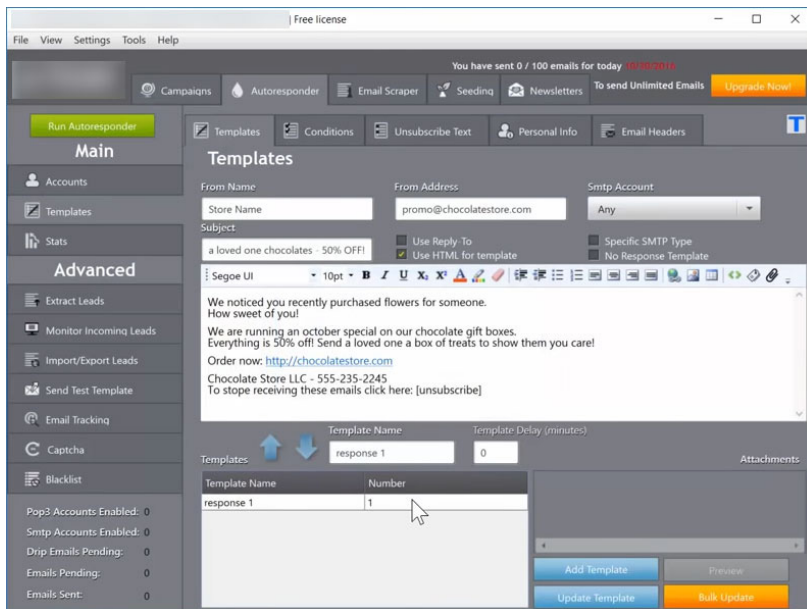 | Free license
File View Settings Tools Help
You have sent 0 / 100 emails for today 10/20/2016
Campaigns
Autoresponder
Email Scraper
Seeding
Newsletters
To send Unlimited Emails
Upgrade Now!
Run Autoresponder
Main
Accounts
Templates
Stats
Advanced
Extract Leads
Monitor Incoming Leads
Import/Export Leads
Send Test Template
Email Tracking
Captcha
Blacklist
Pop3 Accounts Enabled: 0
Smtp Accounts Enabled: 0
Drip Emails Pending: 0
Emails Pending: 0
Emails Sent: 0
Templates
Conditions
Unsubscribe Text
Personal Info
Email Headers
T
Templates
From Name
From Address
Smtp Account
Store Name
promo@chocolatestore.com
Any
Subject
a loved one chocolates - 50% OFF!
Use Reply-To
Use HTML for template
Specific SMTP Type
No Response Template
Segoe UI 10pt B I U X₂ X² A
We noticed you recently purchased flowers for someone.
How sweet of you!
We are running an october special on our chocolate gift boxes.
Everything is 50% off! Send a loved one a box of treats to show them you care!
Order now: http://chocolatestore.com
Chocolate Store LLC - 555-235-2245
To stope receiving these emails click here: [unsubscribe]
Template Name
Template Delay (minutes)
response 1
0
Templates
Attachments
Template Name Number
response 1 1
Add Template
Preview
Update Template
Bulk Update